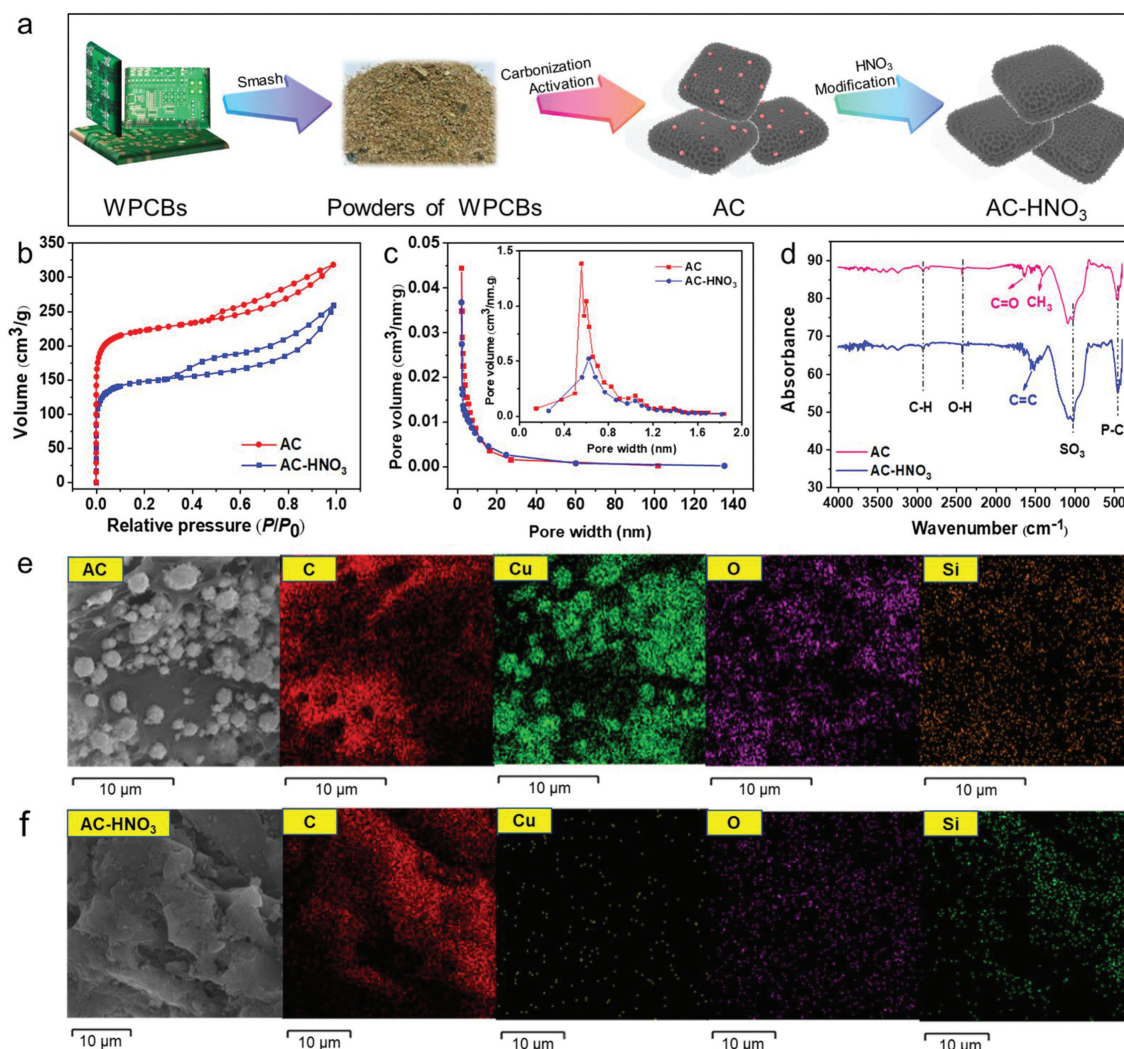 a
Smash
Carbonization
Activation
HNO₃
Modification
WPCBs
Powders of WPCBs
AC
AC-HNO₃
b
Volume (cm³/g)
350
300
250
200
150
100
50
0
AC
AC-HNO₃
0.0 0.2 0.4 0.6 0.8 1.0
Relative pressure (P/P₀)
c
Pore volume (cm³/nm·g)
0.05
0.04
0.03
0.02
0.01
0.00
Pore volume (cm³/nm.g)
1.5
1.0
0.5
0.0
AC
AC-HNO₃
0.0 0.4 0.8 1.2 1.6 2.0
Pore width (nm)
0 20 40 60 80 100 120 140
Pore width (nm)
d
Absorbance
90
80
70
60
50
40
30
C=O
CH₃
C=C
C-H
O-H
SO₃
P-C
AC
AC-HNO₃
4000 3500 3000 2500 2000 1500 1000 500
Wavenumber (cm⁻¹)
e
AC
C
Cu
O
Si
10 μm
10 μm
10 μm
10 μm
10 μm
f
AC-HNO₃
C
Cu
O
Si
10 μm
10 μm
10 μm
10 μm
10 μm